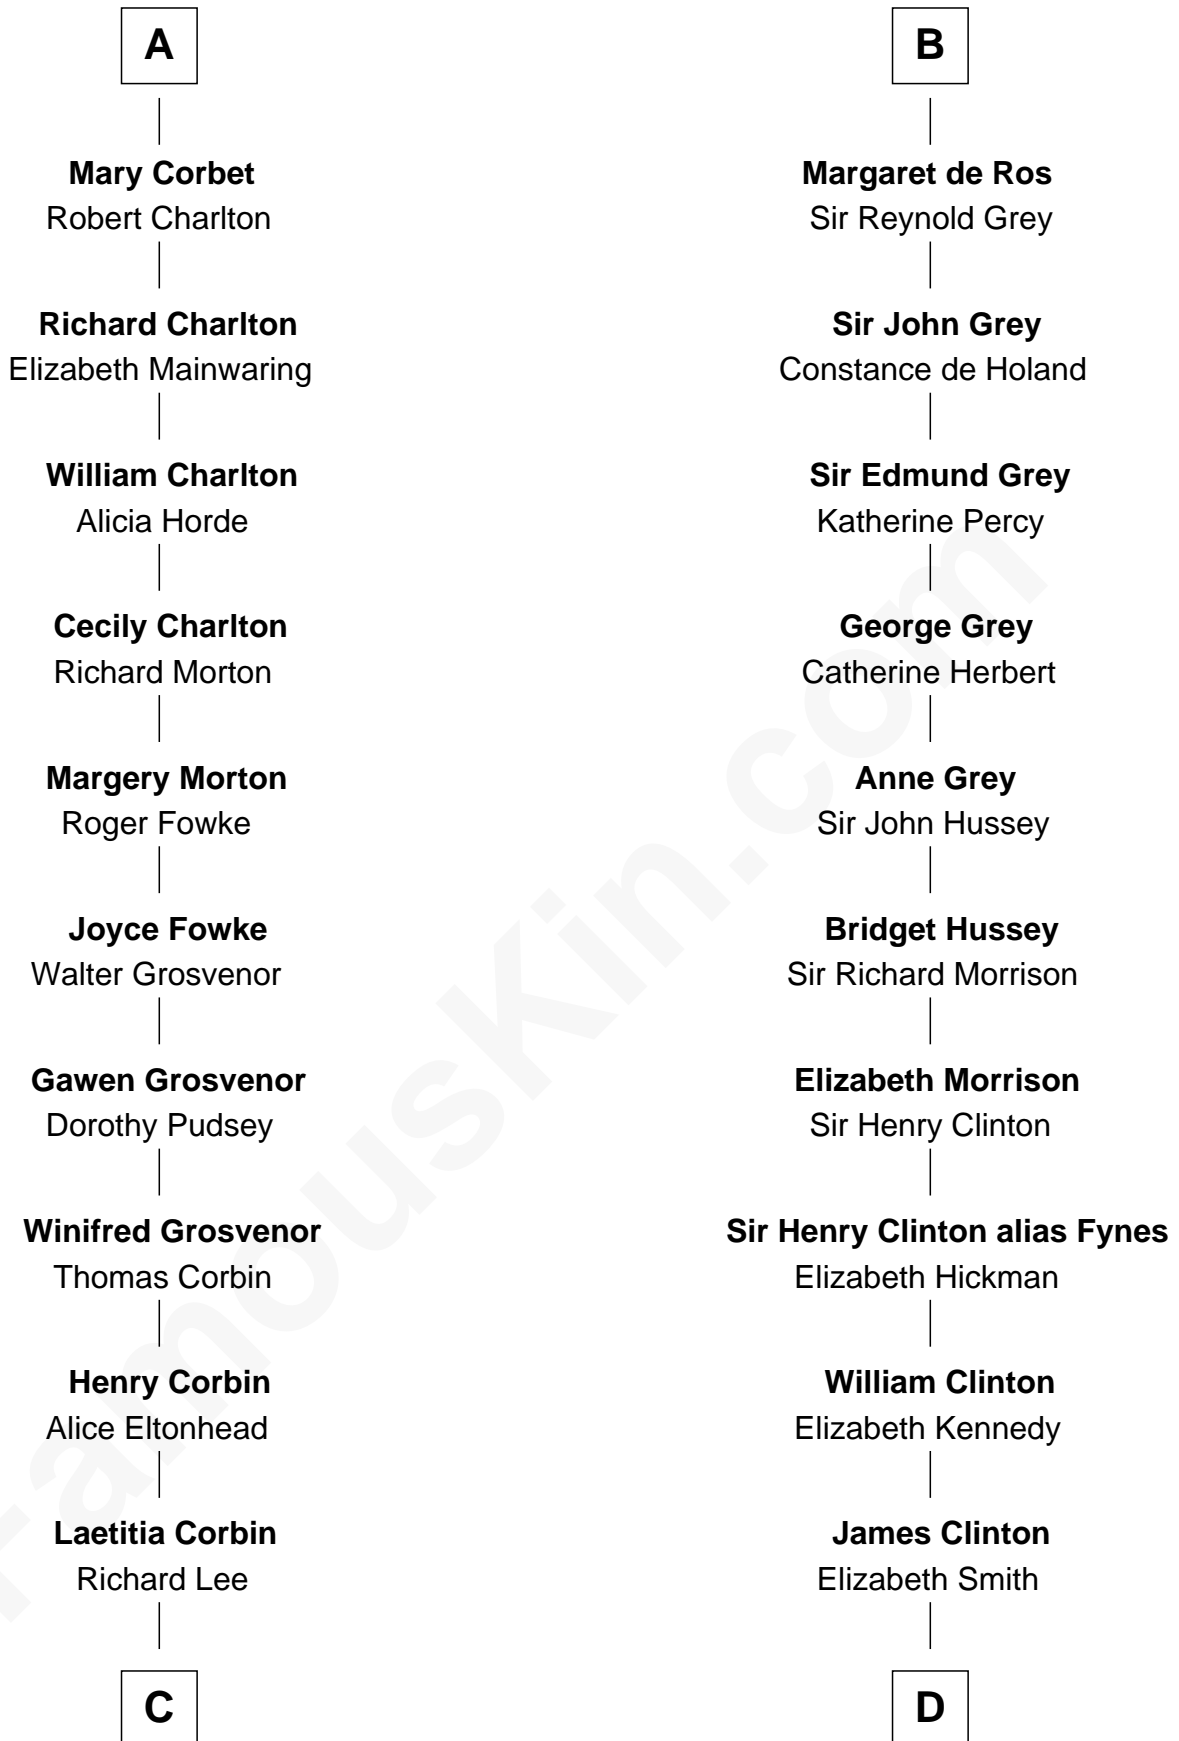 A
Mary Corbet
Robert Charlton
Richard Charlton
Elizabeth Mainwaring
William Charlton
Alicia Horde
Cecily Charlton
Richard Morton
Margery Morton
Roger Fowke
Joyce Fowke
Walter Grosvenor
Gawen Grosvenor
Dorothy Pudsey
Winifred Grosvenor
Thomas Corbin
Henry Corbin
Alice Eltonhead
Laetitia Corbin
Richard Lee
C
B
Margaret de Ros
Sir Reynold Grey
Sir John Grey
Constance de Holand
Sir Edmund Grey
Katherine Percy
George Grey
Catherine Herbert
Anne Grey
Sir John Hussey
Bridget Hussey
Sir Richard Morrison
Elizabeth Morrison
Sir Henry Clinton
Sir Henry Clinton alias Fynes
Elizabeth Hickman
William Clinton
Elizabeth Kennedy
James Clinton
Elizabeth Smith
D
FamousKin.com